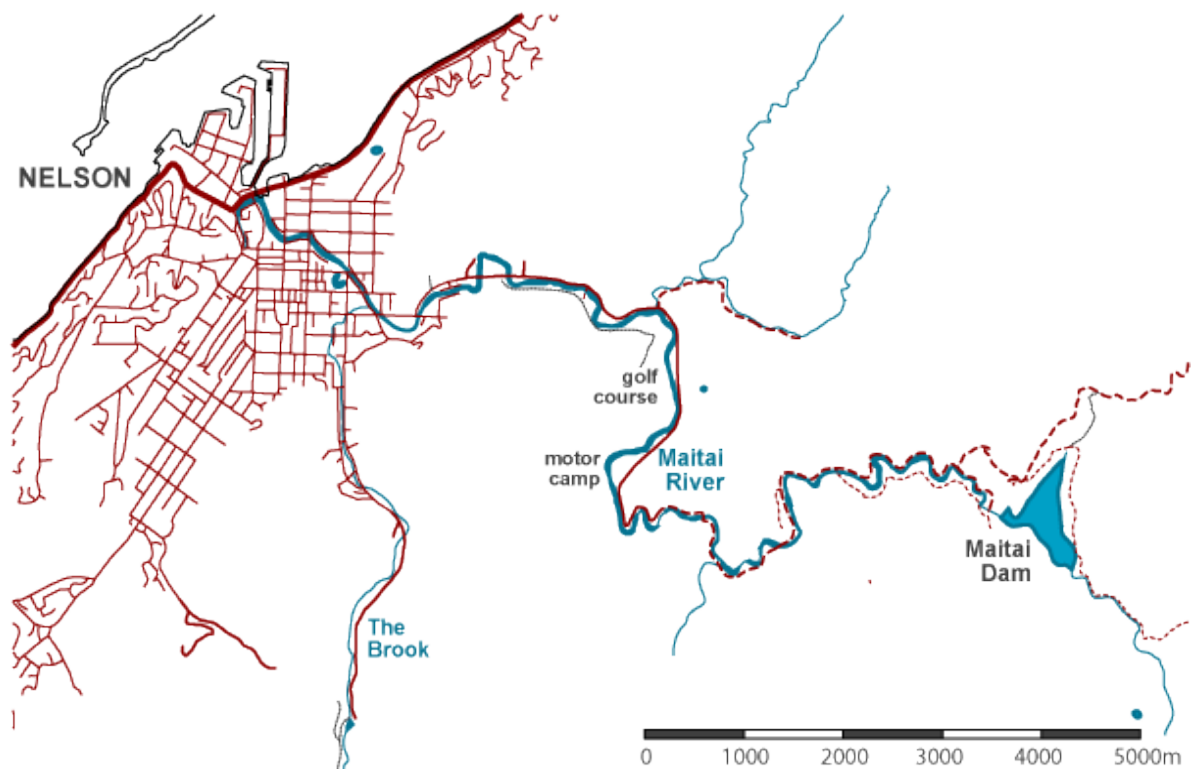 NELSON
golf
course
motor
camp
Maitai
River
Maitai
Dam
The
Brook
0 1000 2000 3000 4000 5000m